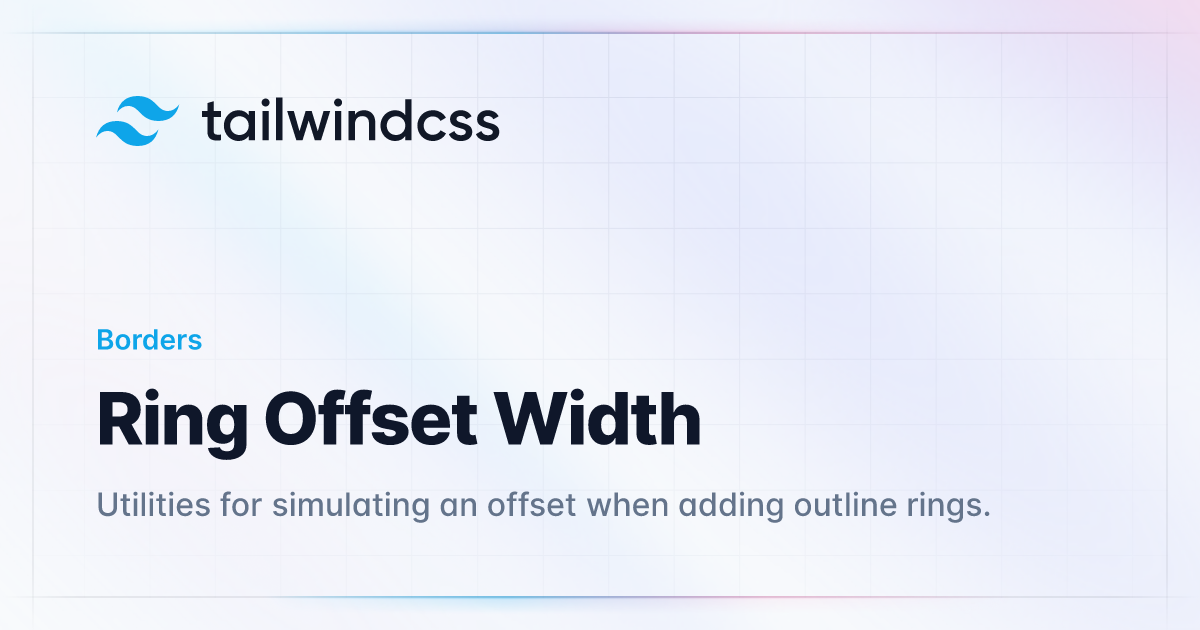 tailwindcss
Borders
Ring Offset Width
Utilities for simulating an offset when adding outline rings.